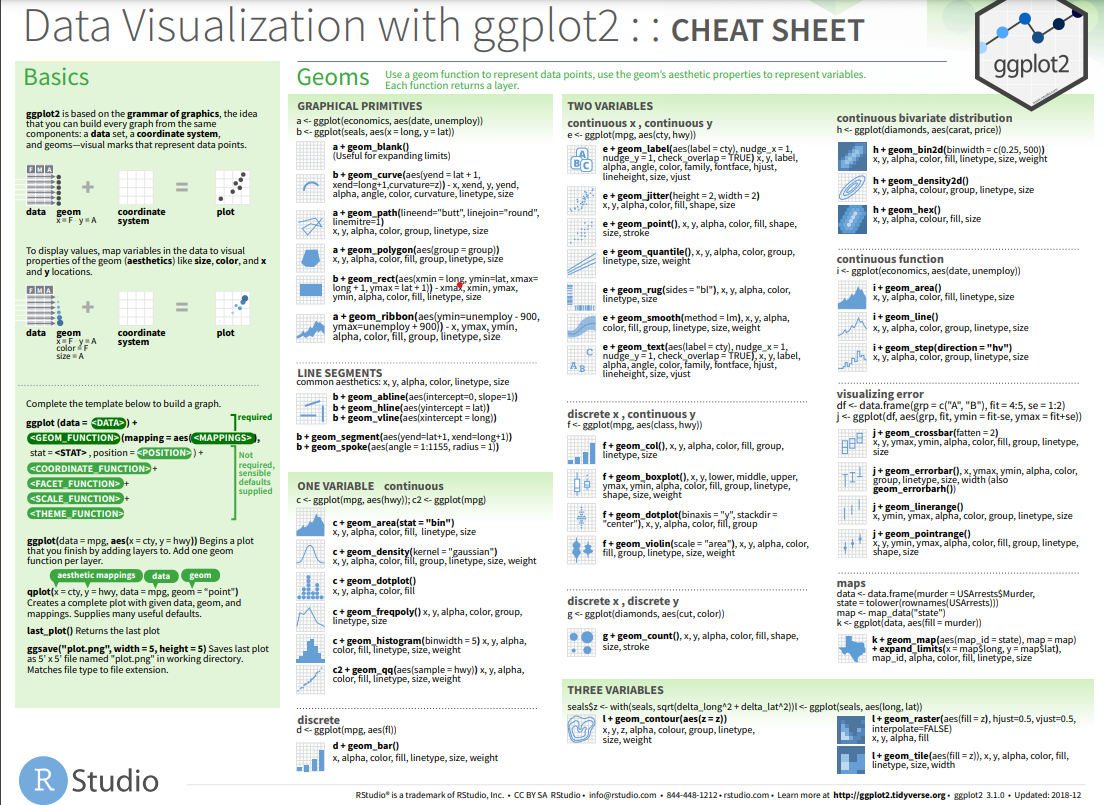 Data Visualization with ggplot2 : : CHEAT SHEET
ggplot2
Basics
ggplot2 is based on the grammar of graphics, the idea
that you can build every graph from the same
components: a data set, a coordinate system,
and geoms—visual marks that represent data points.
F M A
data
geom
x = F y = A
coordinate
system
plot
To display values, map variables in the data to visual
properties of the geom (aesthetics) like size, color, and x
and y locations.
F M A
data
geom
x = F y = A
color = F
size = A
coordinate
system
plot
Complete the template below to build a graph.
required
ggplot (data = <DATA>) +
<GEOM_FUNCTION>(mapping = aes(<MAPPINGS>),
stat = <STAT> , position = <POSITION>) +
<COORDINATE_FUNCTION>+
<FACET_FUNCTION>+
<SCALE_FUNCTION>+
<THEME_FUNCTION>
Not
required,
sensible
defaults
supplied
ggplot(data = mpg, aes(x = cty, y = hwy)) Begins a plot
that you finish by adding layers to. Add one geom
function per layer.
aesthetic mappings data geom
qplot(x = cty, y = hwy, data = mpg, geom = “point")
Creates a complete plot with given data, geom, and
mappings. Supplies many useful defaults.
last_plot() Returns the last plot
ggsave("plot.png", width = 5, height = 5) Saves last plot
as 5’ x 5’ file named "plot.png" in working directory.
Matches file type to file extension.
Geoms
Use a geom function to represent data points, use the geom’s aesthetic properties to represent variables.
Each function returns a layer.
GRAPHICAL PRIMITIVES
a <- ggplot(economics, aes(date, unemploy))
b <- ggplot(seals, aes(x = long, y = lat))
a + geom_blank()
(Useful for expanding limits)
b + geom_curve(aes(yend = lat + 1,
xend=long+1,curvature=z)) - x, xend, y, yend,
alpha, angle, color, curvature, linetype, size
a + geom_path(lineend="butt", linejoin="round",
linemitre=1)
x, y, alpha, color, group, linetype, size
a + geom_polygon(aes(group = group))
x, y, alpha, color, fill, group, linetype, size
b + geom_rect(aes(xmin = long, ymin=lat, xmax=
long + 1, ymax = lat + 1)) - xmax, xmin, ymax,
ymin, alpha, color, fill, linetype, size
a + geom_ribbon(aes(ymin=unemploy - 900,
ymax=unemploy + 900)) - x, ymax, ymin,
alpha, color, fill, group, linetype, size
LINE SEGMENTS
common aesthetics: x, y, alpha, color, linetype, size
b + geom_abline(aes(intercept=0, slope=1))
b + geom_hline(aes(yintercept = lat))
b + geom_vline(aes(xintercept = long))
b + geom_segment(aes(yend=lat+1, xend=long+1))
b + geom_spoke(aes(angle = 1:1155, radius = 1))
ONE VARIABLE continuous
c <- ggplot(mpg, aes(hwy)); c2 <- ggplot(mpg)
c + geom_area(stat = "bin")
x, y, alpha, color, fill, linetype, size
c + geom_density(kernel = "gaussian")
x, y, alpha, color, fill, group, linetype, size, weight
c + geom_dotplot()
x, y, alpha, color, fill
c + geom_freqpoly() x, y, alpha, color, group,
linetype, size
c + geom_histogram(binwidth = 5) x, y, alpha,
color, fill, linetype, size, weight
c2 + geom_qq(aes(sample = hwy)) x, y, alpha,
color, fill, linetype, size, weight
discrete
d <- ggplot(mpg, aes(fl))
d + geom_bar()
x, alpha, color, fill, linetype, size, weight
TWO VARIABLES
continuous x , continuous y
e <- ggplot(mpg, aes(cty, hwy))
e + geom_label(aes(label = cty), nudge_x = 1,
nudge_y = 1, check_overlap = TRUE) x, y, label,
alpha, angle, color, family, fontface, hjust,
lineheight, size, vjust
e + geom_jitter(height = 2, width = 2)
x, y, alpha, color, fill, shape, size
e + geom_point(), x, y, alpha, color, fill, shape,
size, stroke
e + geom_quantile(), x, y, alpha, color, group,
linetype, size, weight
e + geom_rug(sides = "bl"), x, y, alpha, color,
linetype, size
e + geom_smooth(method = lm), x, y, alpha,
color, fill, group, linetype, size, weight
e + geom_text(aes(label = cty), nudge_x = 1,
nudge_y = 1, check_overlap = TRUE), x, y, label,
alpha, angle, color, family, fontface, hjust,
lineheight, size, vjust
discrete x , continuous y
f <- ggplot(mpg, aes(class, hwy))
f + geom_col(), x, y, alpha, color, fill, group,
linetype, size
f + geom_boxplot(), x, y, lower, middle, upper,
ymax, ymin, alpha, color, fill, group, linetype,
shape, size, weight
f + geom_dotplot(binaxis = "y", stackdir =
"center"), x, y, alpha, color, fill, group
f + geom_violin(scale = "area"), x, y, alpha, color,
fill, group, linetype, size, weight
discrete x , discrete y
g <- ggplot(diamonds, aes(cut, color))
g + geom_count(), x, y, alpha, color, fill, shape,
size, stroke
continuous bivariate distribution
h <- ggplot(diamonds, aes(carat, price))
h + geom_bin2d(binwidth = c(0.25, 500))
x, y, alpha, color, fill, linetype, size, weight
h + geom_density2d()
x, y, alpha, colour, group, linetype, size
h + geom_hex()
x, y, alpha, colour, fill, size
continuous function
i <- ggplot(economics, aes(date, unemploy))
i + geom_area()
x, y, alpha, color, fill, linetype, size
i + geom_line()
x, y, alpha, color, group, linetype, size
i + geom_step(direction = "hv")
x, y, alpha, color, group, linetype, size
visualizing error
df <- data.frame(grp = c("A", "B"), fit = 4:5, se = 1:2)
j <- ggplot(df, aes(grp, fit, ymin = fit-se, ymax = fit+se))
j + geom_crossbar(fatten = 2)
x, y, ymax, ymin, alpha, color, fill, group, linetype,
size
j + geom_errorbar(), x, ymax, ymin, alpha, color,
group, linetype, size, width (also
geom_errorbarh())
j + geom_linerange()
x, ymin, ymax, alpha, color, group, linetype, size
j + geom_pointrange()
x, y, ymin, ymax, alpha, color, fill, group, linetype,
shape, size
maps
data <- data.frame(murder = USArrests$Murder,
state = tolower(rownames(USArrests)))
map <- map_data("state")
k <- ggplot(data, aes(fill = murder))
k + geom_map(aes(map_id = state), map = map)
+ expand_limits(x = map$long, y = map$lat),
map_id, alpha, color, fill, linetype, size
THREE VARIABLES
seals$z <- with(seals, sqrt(delta_long^2 + delta_lat^2))l <- ggplot(seals, aes(long, lat))
l + geom_contour(aes(z = z))
x, y, z, alpha, colour, group, linetype,
size, weight
l + geom_raster(aes(fill = z), hjust=0.5, vjust=0.5,
interpolate=FALSE)
x, y, alpha, fill
l + geom_tile(aes(fill = z)), x, y, alpha, color, fill,
linetype, size, width
R Studio
RStudio® is a trademark of RStudio, Inc. • CC BY SA RStudio • info@rstudio.com • 844-448-1212 • rstudio.com • Learn more at http://ggplot2.tidyverse.org • ggplot2 3.1.0 • Updated: 2018-12